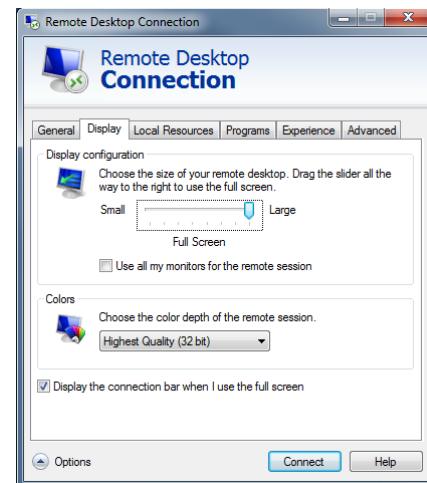 Remote Desktop Connection
Remote Desktop
Connection
General Display Local Resources Programs Experience Advanced
Display configuration
Choose the size of your remote desktop. Drag the slider all the
way to the right to use the full screen.
Small Large
Full Screen
Use all my monitors for the remote session
Colors
Choose the color depth of the remote session.
Highest Quality (32 bit)
Display the connection bar when I use the full screen
Options Connect Help